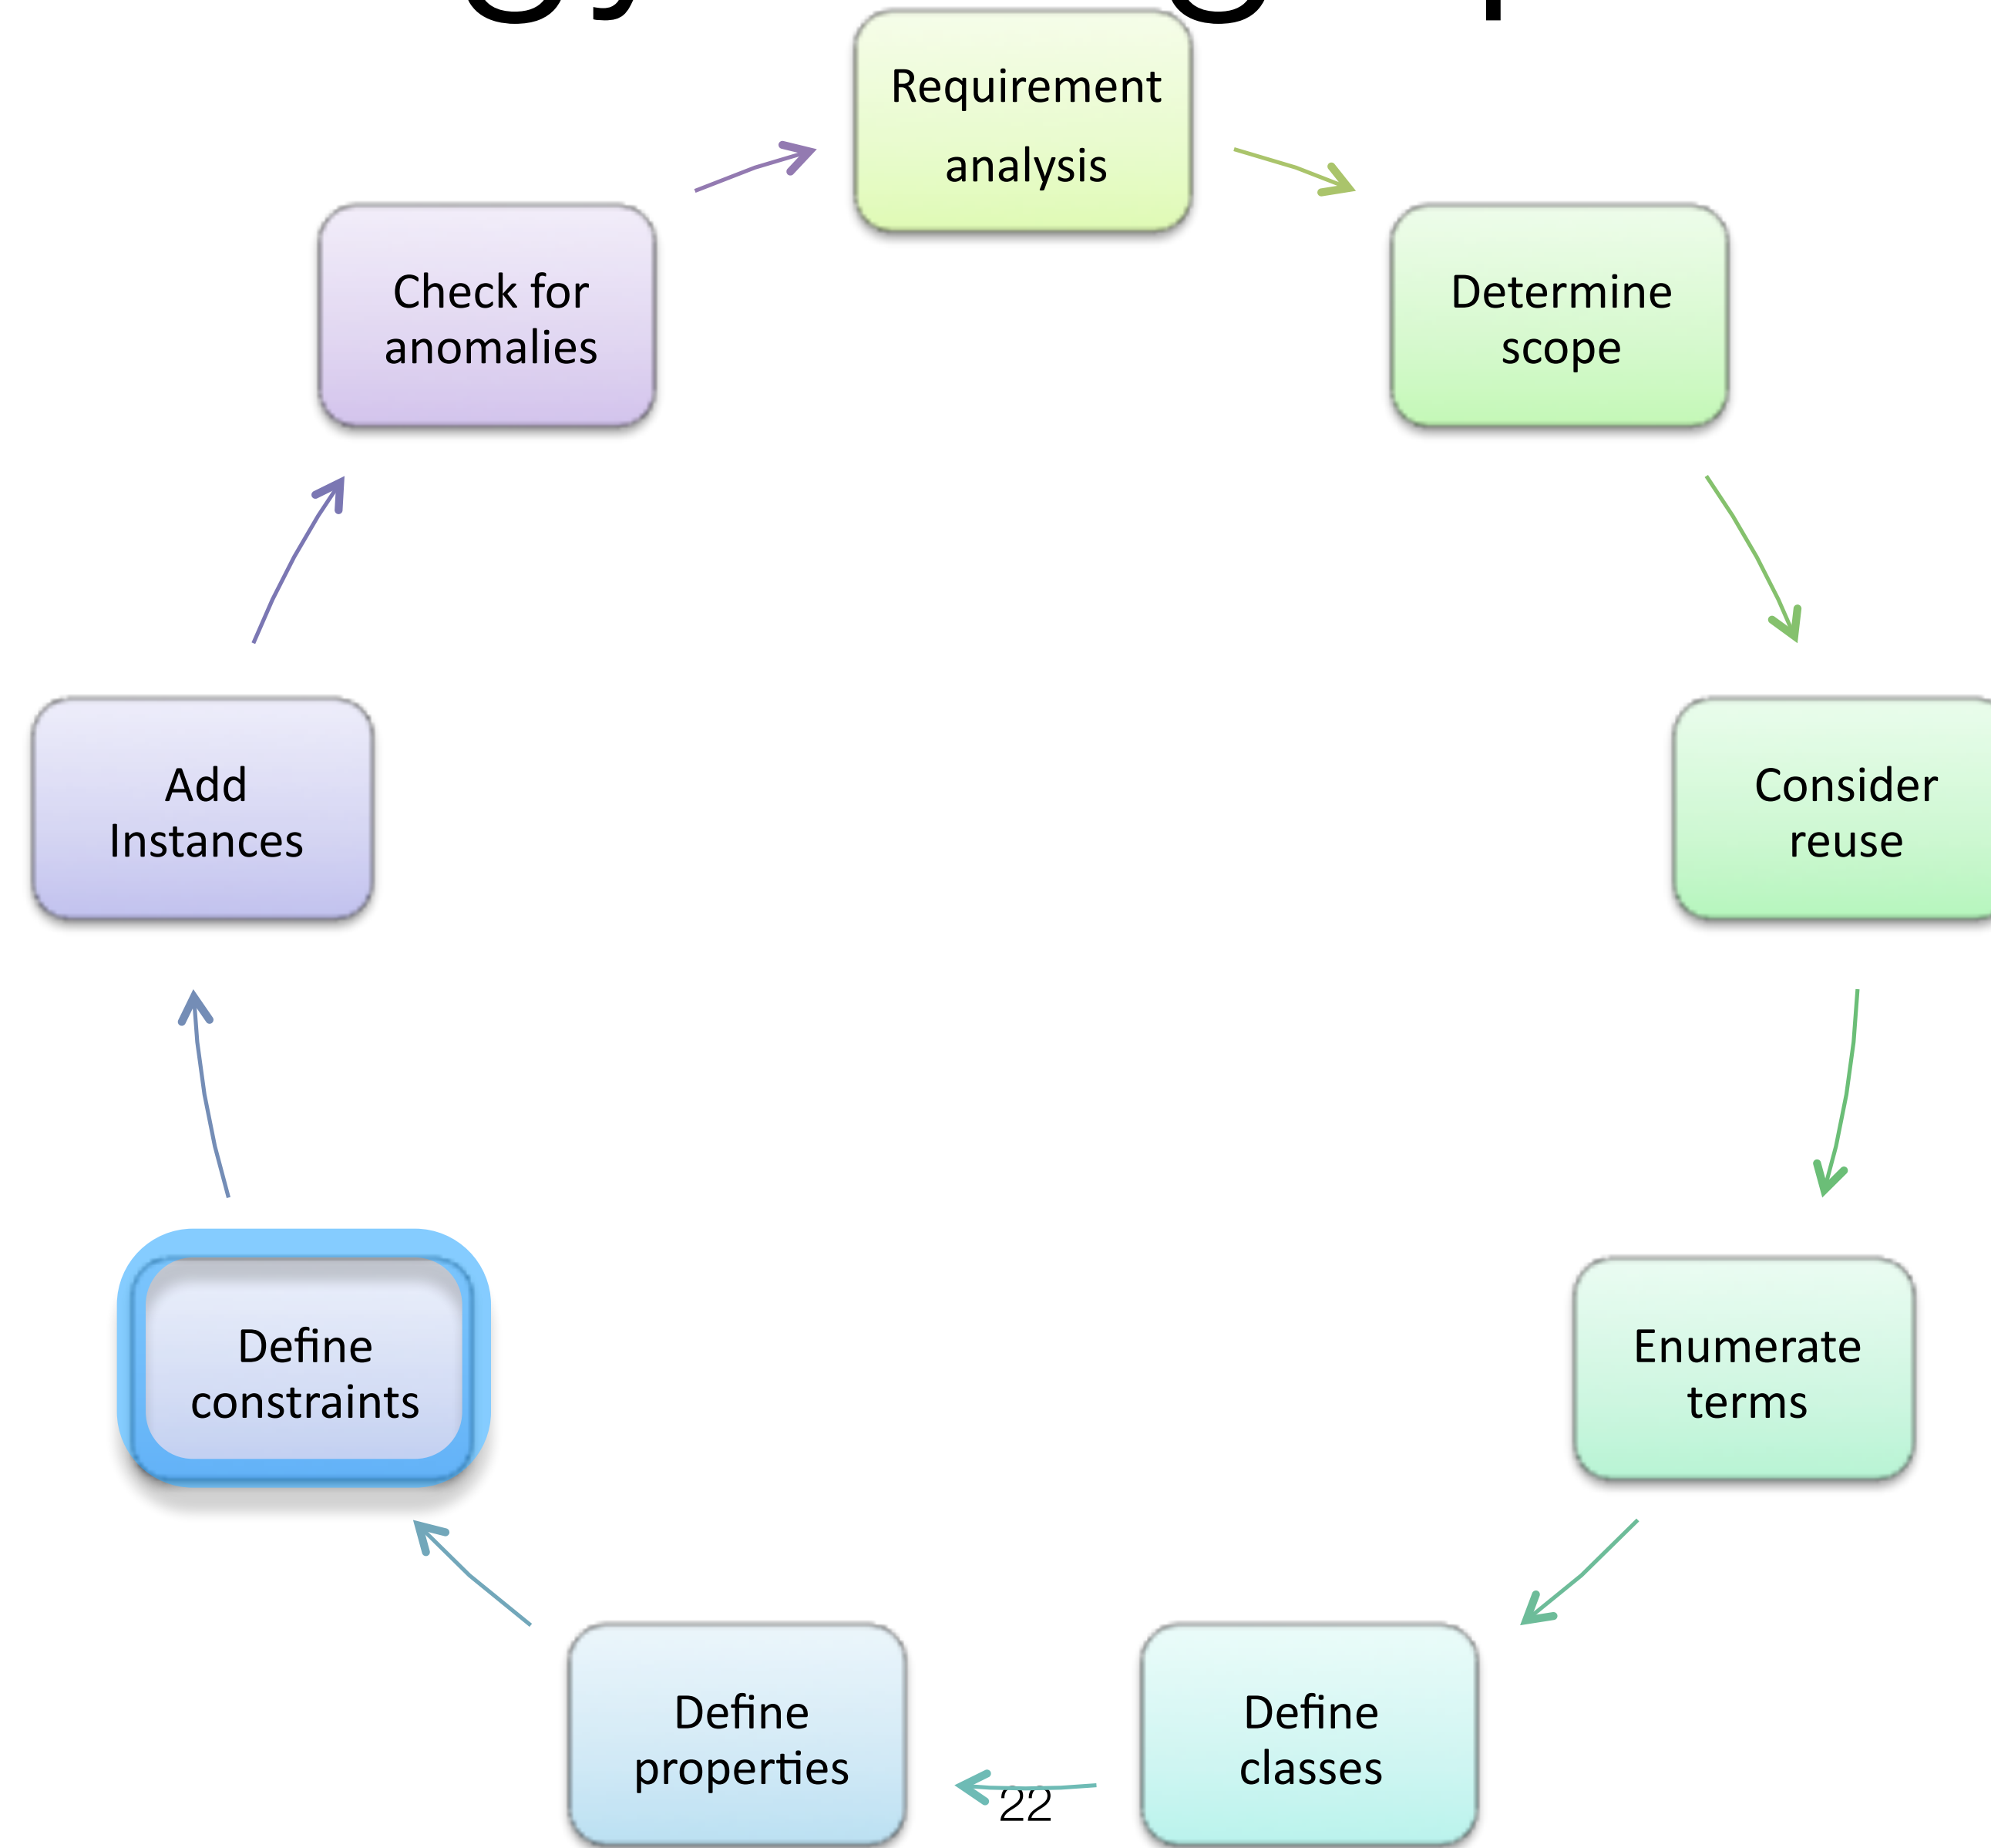 Requirement
analysis
Determine
scope
Consider
reuse
Enumerate
terms
Define
classes
Define
properties
Define
constraints
Add
Instances
Check for
anomalies
22